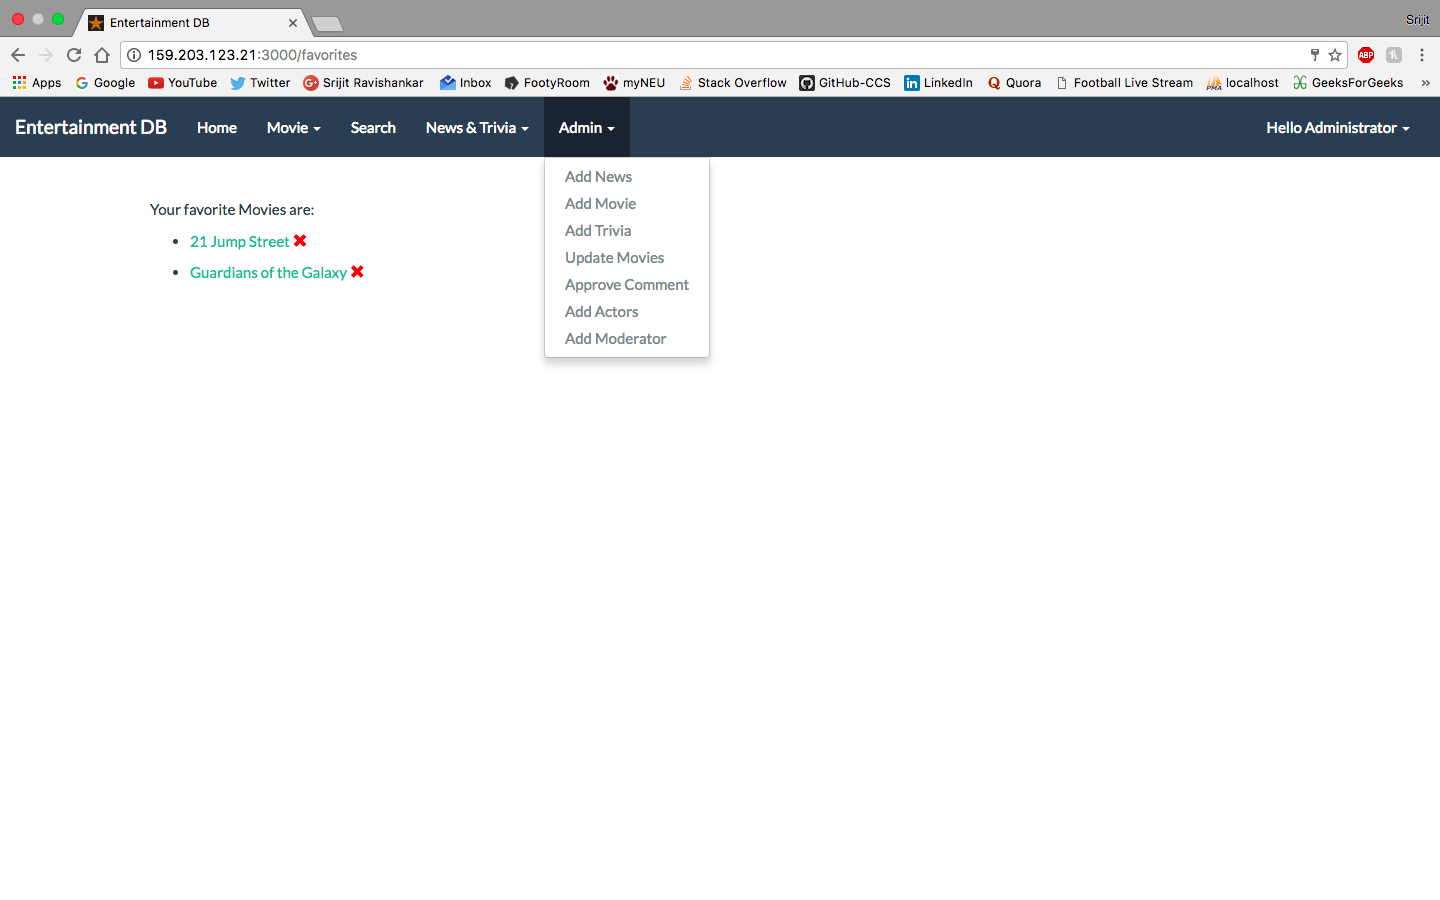 Entertainment DB
Srijit
159.203.123.21:3000/favorites
ABP
Apps Google YouTube Twitter Srijit Ravishankar Inbox FootyRoom myNEU Stack Overflow GitHub-CCS LinkedIn Quora Football Live Stream localhost GeeksForGeeks »
Entertainment DB Home Movie Search News & Trivia Admin Hello Administrator
Add News
Add Movie
Add Trivia
Update Movies
Approve Comment
Add Actors
Add Moderator
Your favorite Movies are:
21 Jump Street
Guardians of the Galaxy